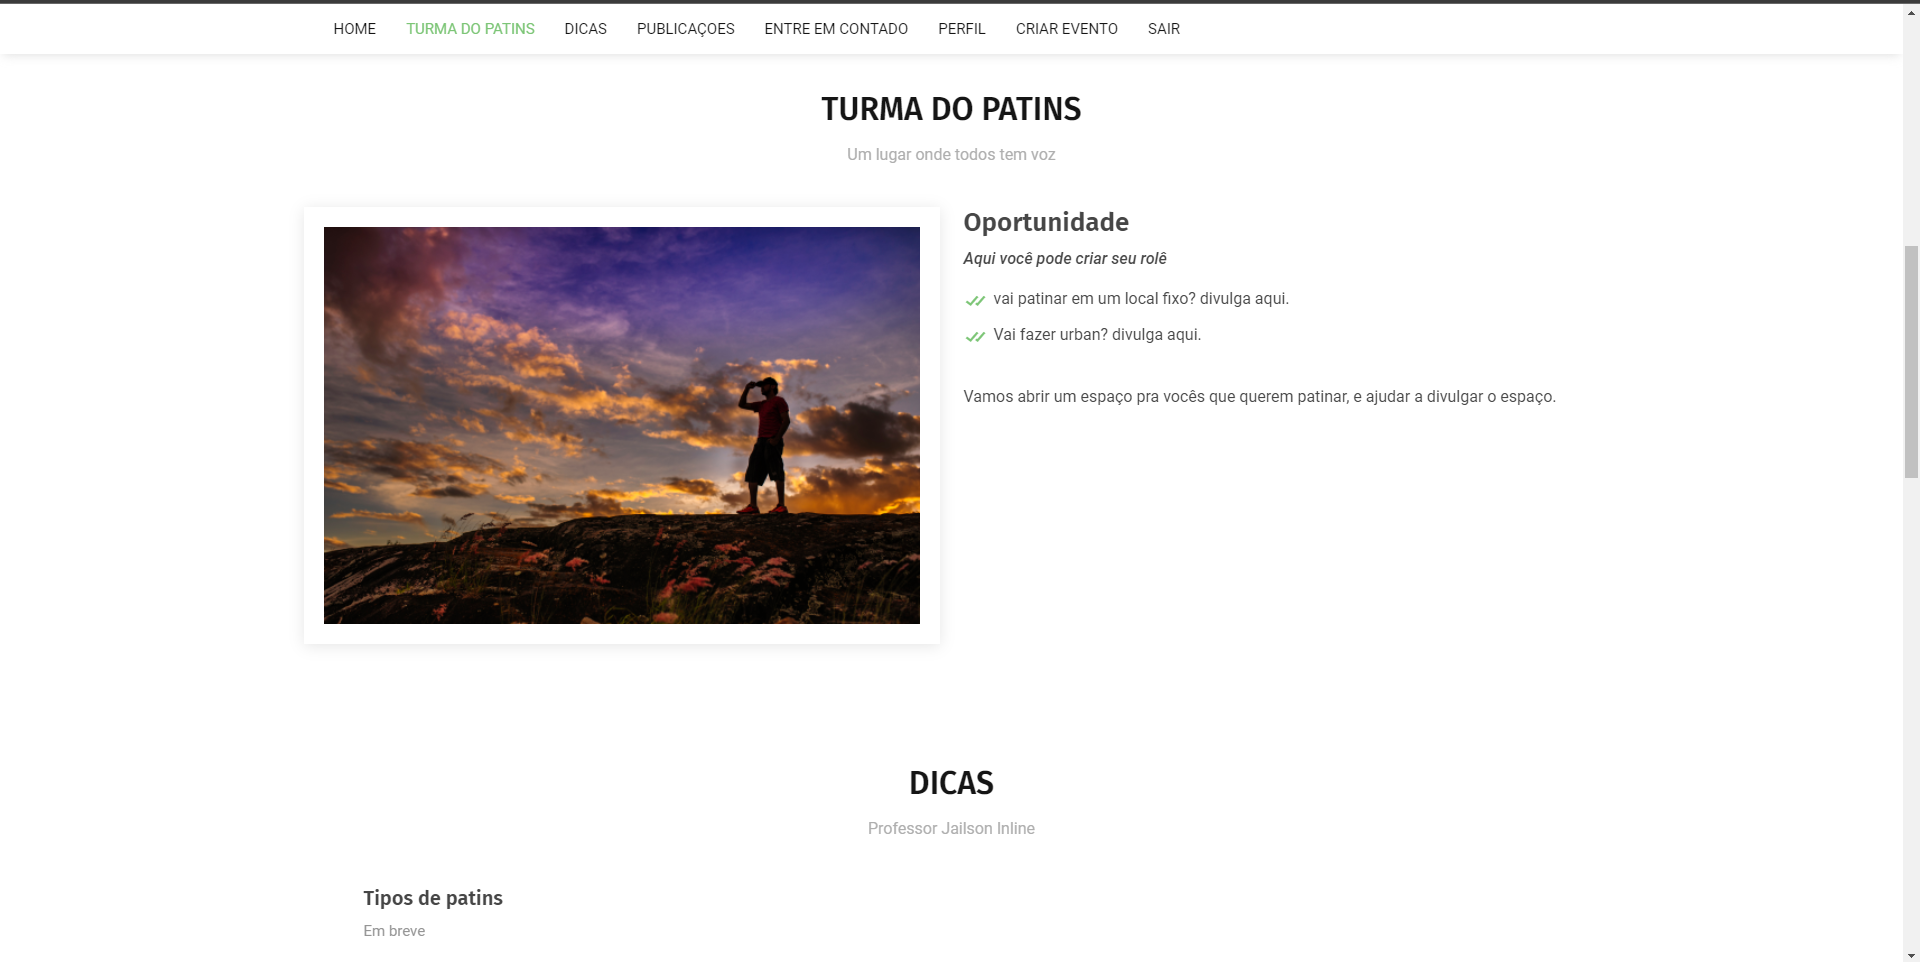 HOME TURMA DO PATINS DICAS PUBLICAÇOES ENTRE EM CONTADO PERFIL CRIAR EVENTO SAIR
TURMA DO PATINS
Um lugar onde todos tem voz
Oportunidade
Aqui você pode criar seu rolê
vai patinar em um local fixo? divulga aqui.
Vai fazer urban? divulga aqui.
Vamos abrir um espaço pra vocês que querem patinar, e ajudar a divulgar o espaço.
DICAS
Professor Jailson Inline
Tipos de patins
Em breve